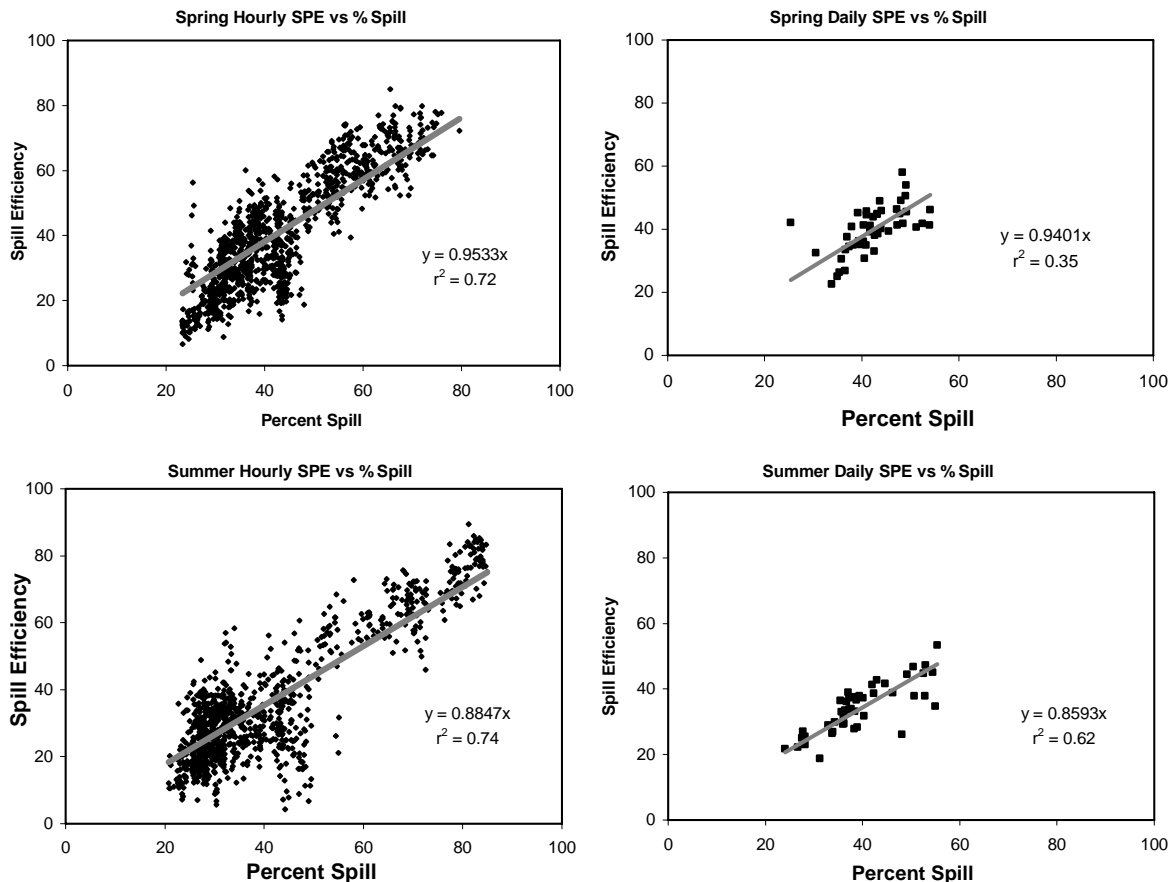 Spring Hourly SPE vs % Spill
100
80
60
40
20
0
Spill Efficiency
y = 0.9533x
r² = 0.72
0 20 40 60 80 100
Percent Spill
Spring Daily SPE vs % Spill
100
80
60
40
20
0
Spill Efficiency
y = 0.9401x
r² = 0.35
0 20 40 60 80 100
Percent Spill
Summer Hourly SPE vs % Spill
100
80
60
40
20
0
Spill Efficiency
y = 0.8847x
r² = 0.74
0 20 40 60 80 100
Percent Spill
Summer Daily SPE vs % Spill
100
80
60
40
20
0
Spill Efficiency
y = 0.8593x
r² = 0.62
0 20 40 60 80 100
Percent Spill